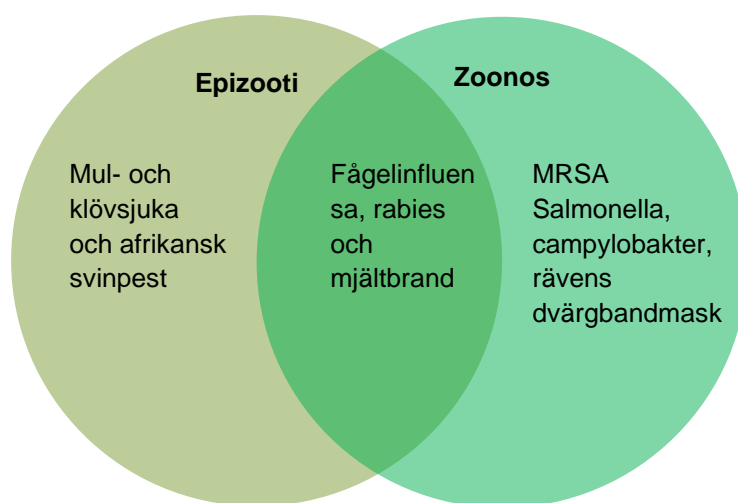 Epizooti
Zoonos
Mul- och
klövsjuka
och afrikansk
svinpest
Fågelinfluen
sa, rabies
och
mjältbrand
MRSA
Salmonella,
campylobakter,
rävens
dvärgbandmask